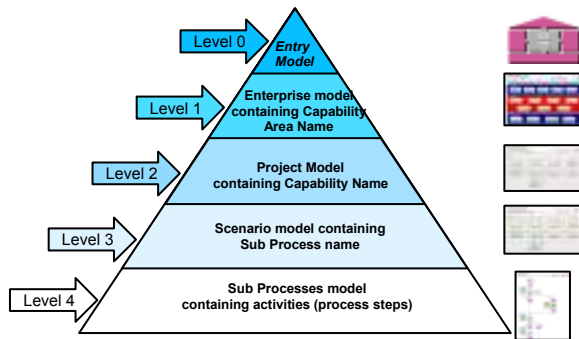 Level 0
Entry
Model
Level 1
Enterprise model
containing Capability
Area Name
Level 2
Project Model
containing Capability Name
Level 3
Scenario model containing
Sub Process name
Level 4
Sub Processes model
containing activities (process steps)